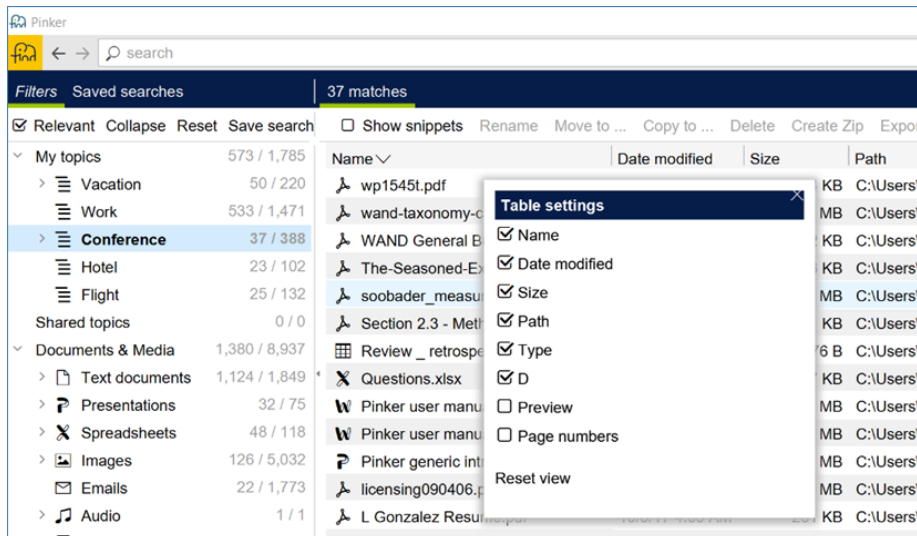 Pinker
find
search
Filters Saved searches 37 matches
Relevant Collapse Reset Save search Show snippets Rename Move to ... Copy to ... Delete Create Zip Expor
My topics 573 / 1,785 Name Date modified Size Path
Vacation 50 / 220 wp1545t.pdf KB C:\Users\
Work 533 / 1,471 wand-taxonomy- MB C:\Users\
Conference 37 / 388 WAND General B KB C:\Users\
Hotel 23 / 102 The-Seasoned-Ex KB C:\Users\
Flight 25 / 132 soobader_measu MB C:\Users\
Shared topics 0 / 0 Section 2.3 - Meth KB C:\Users\
Documents & Media 1,380 / 8,937 Review _ retrospe 76 B C:\Users\
Text documents 1,124 / 1,849 Questions.xlsx KB C:\Users\
Presentations 32 / 75 Pinker user manu MB C:\Users\
Spreadsheets 48 / 118 Pinker user manu MB C:\Users\
Images 126 / 5,032 Pinker generic int MB C:\Users\
Emails 22 / 1,773 licensing090406.p MB C:\Users\
Audio 1 / 1 L Gonzalez KB C:\Users\
Table settings
Name
Date modified
Size
Path
Type
D
Preview
Page numbers
Reset view